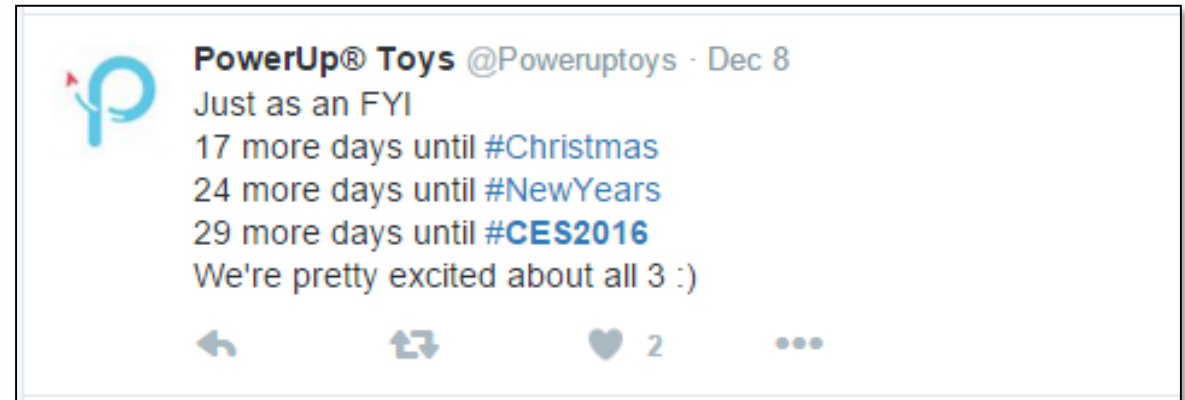 PowerUp® Toys @Poweruptoys · Dec 8
Just as an FYI
17 more days until #Christmas
24 more days until #NewYears
29 more days until #CES2016
We're pretty excited about all 3 :)
2